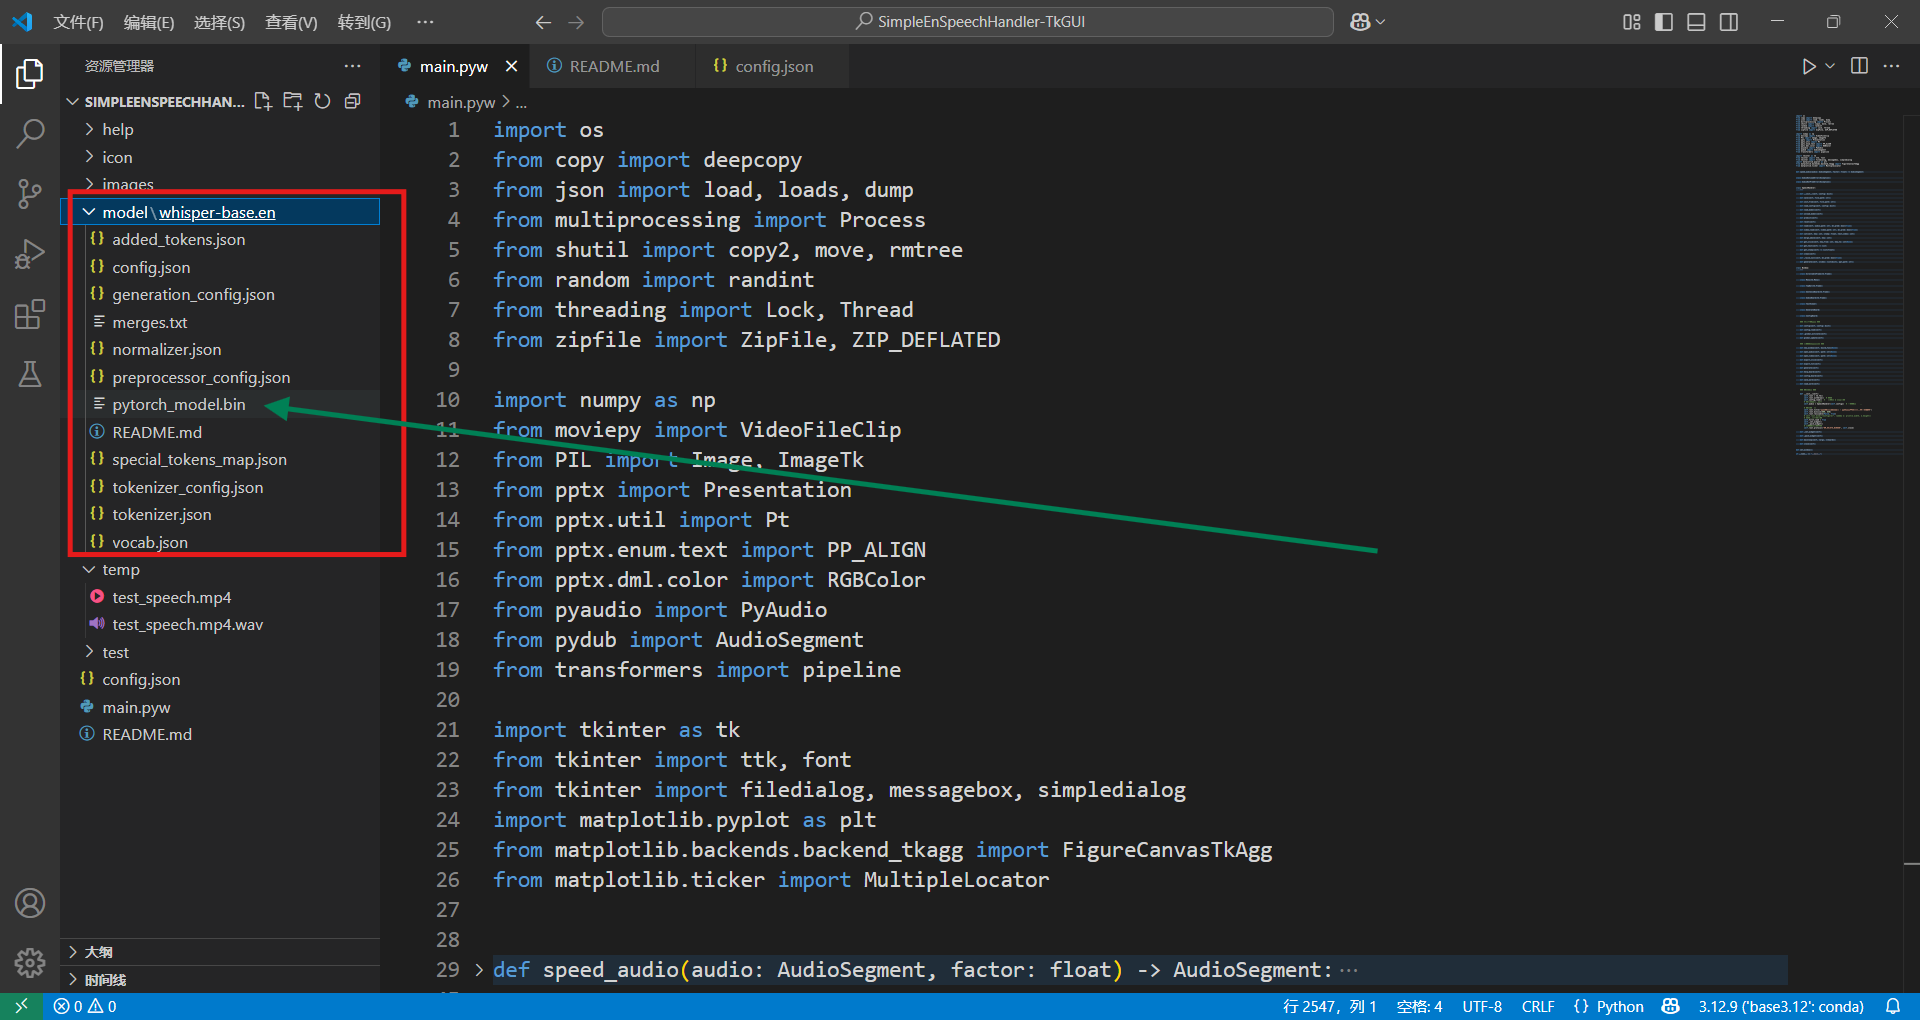 文件(F) 编辑(E) 选择(S) 查看(V) 转到(G) ··· SimpleEnSpeechHandler-TkGUI
资源管理器 ···
SIMPLEENSPEECHHAN...
help
icon
images
model\whisper-base.en
added_tokens.json
config.json
generation_config.json
merges.txt
normalizer.json
preprocessor_config.json
pytorch_model.bin
README.md
special_tokens_map.json
tokenizer_config.json
tokenizer.json
vocab.json
temp
test_speech.mp4
test_speech.mp4.wav
test
config.json
main.pyw
README.md
大纲
时间线
main.pyw README.md config.json
main.pyw > ...
1 import os
2 from copy import deepcopy
3 from json import load, loads, dump
4 from multiprocessing import Process
5 from shutil import copy2, move, rmtree
6 from random import randint
7 from threading import Lock, Thread
8 from zipfile import ZipFile, ZIP_DEFLATED
9
10 import numpy as np
11 from moviepy import VideoFileClip
12 from PIL import Image, ImageTk
13 from pptx import Presentation
14 from pptx.util import Pt
15 from pptx.enum.text import PP_ALIGN
16 from pptx.dml.color import RGBColor
17 from pyaudio import PyAudio
18 from pydub import AudioSegment
19 from transformers import pipeline
20
21 import tkinter as tk
22 from tkinter import ttk, font
23 from tkinter import filedialog, messagebox, simpledialog
24 import matplotlib.pyplot as plt
25 from matplotlib.backends.backend_tkagg import FigureCanvasTkAgg
26 from matplotlib.ticker import MultipleLocator
27
28
29 def speed_audio(audio: AudioSegment, factor: float) -> AudioSegment:···
0 0 行 2547, 列 1 空格: 4 UTF-8 CRLF {} Python 3.12.9 ('base3.12': conda)